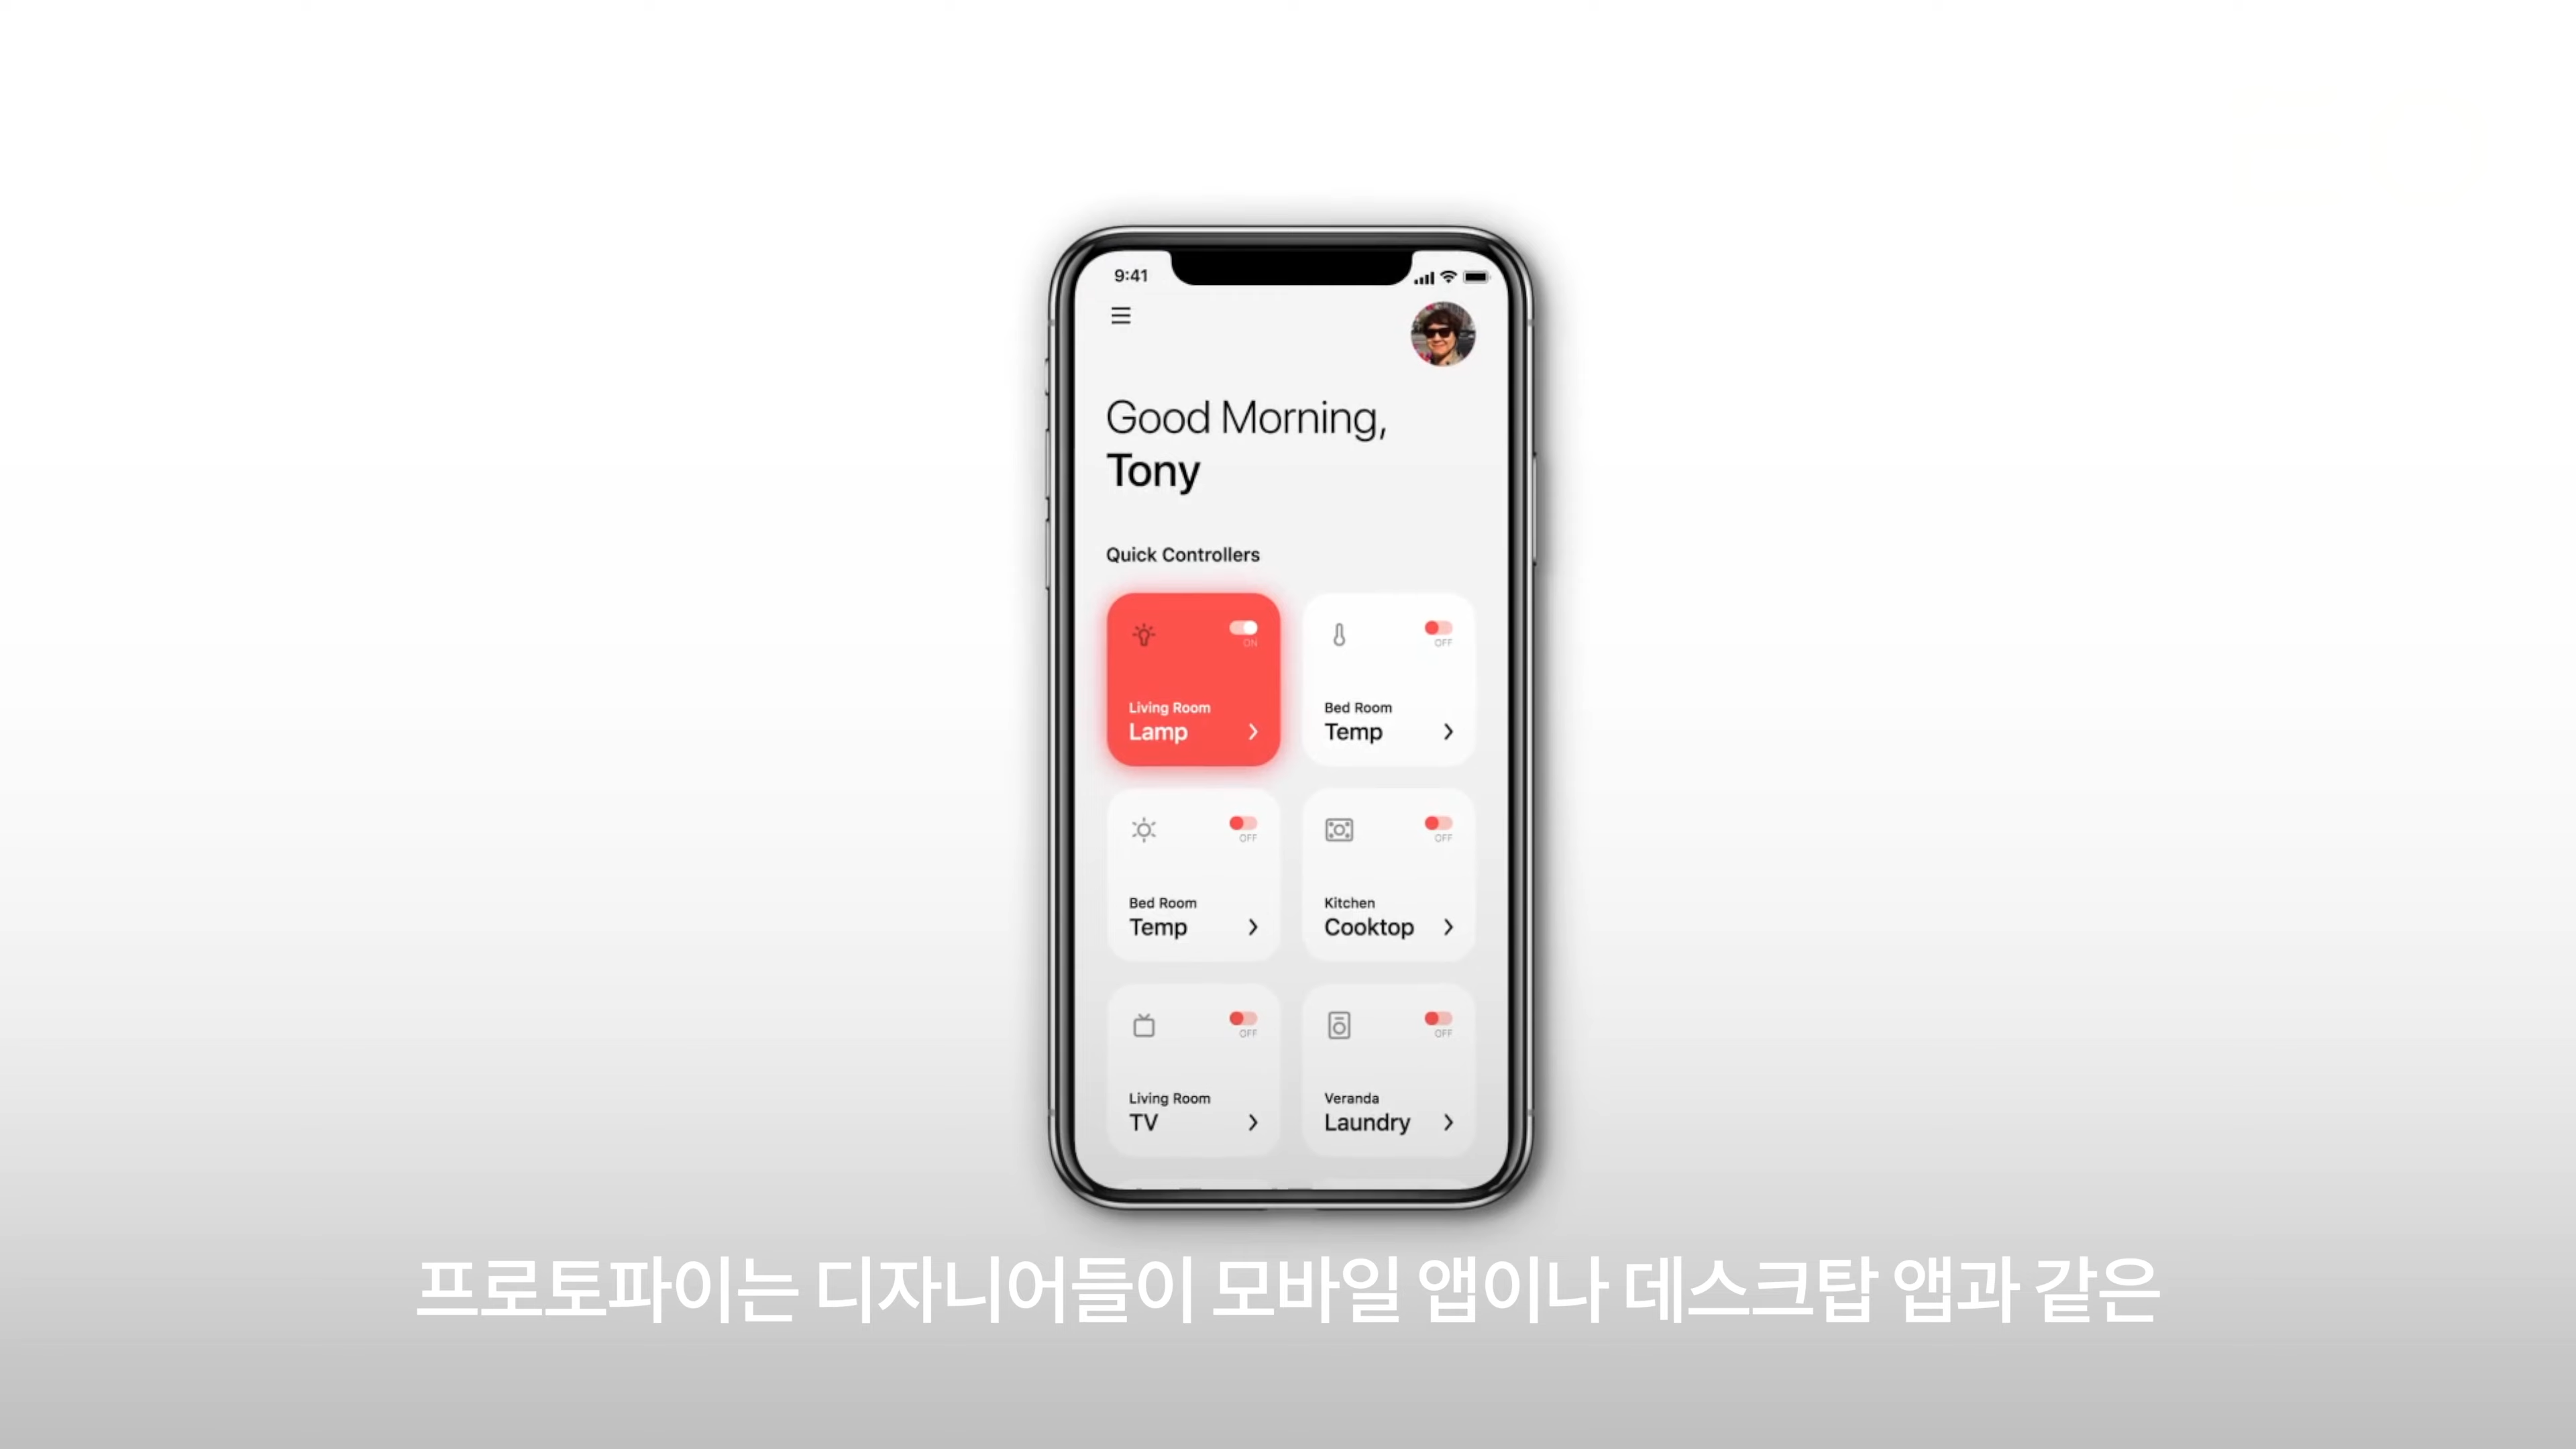 9:41
Good Morning,
Tony
Quick Controllers
ON
OFF
Living Room
Lamp
Bed Room
Temp
OFF
OFF
Bed Room
Temp
Kitchen
Cooktop
OFF
OFF
Living Room
TV
Veranda
Laundry
프로토파이는 디자니어들이 모바일 앱이나 데스크탑 앱과 같은